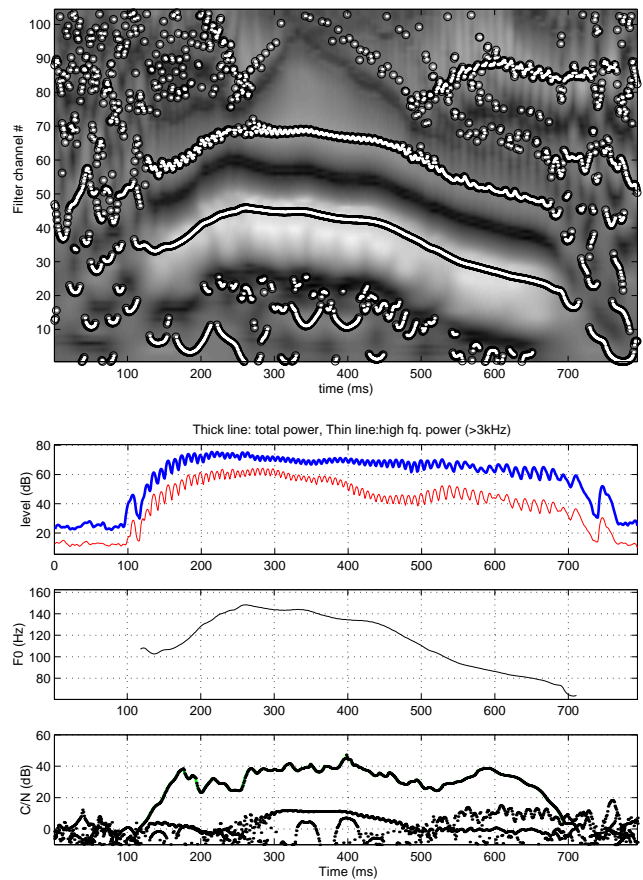 100
90
80
70
60
50
40
30
20
10
Filter channel #
100 200 300 400 500 600 700
time (ms)
Thick line: total power, Thin line:high fq. power (>3kHz)
80
60
40
20
level (dB)
0 100 200 300 400 500 600 700
160
140
120
100
80
F0 (Hz)
100 200 300 400 500 600 700
60
40
20
0
C/N (dB)
100 200 300 400 500 600 700
Time (ms)